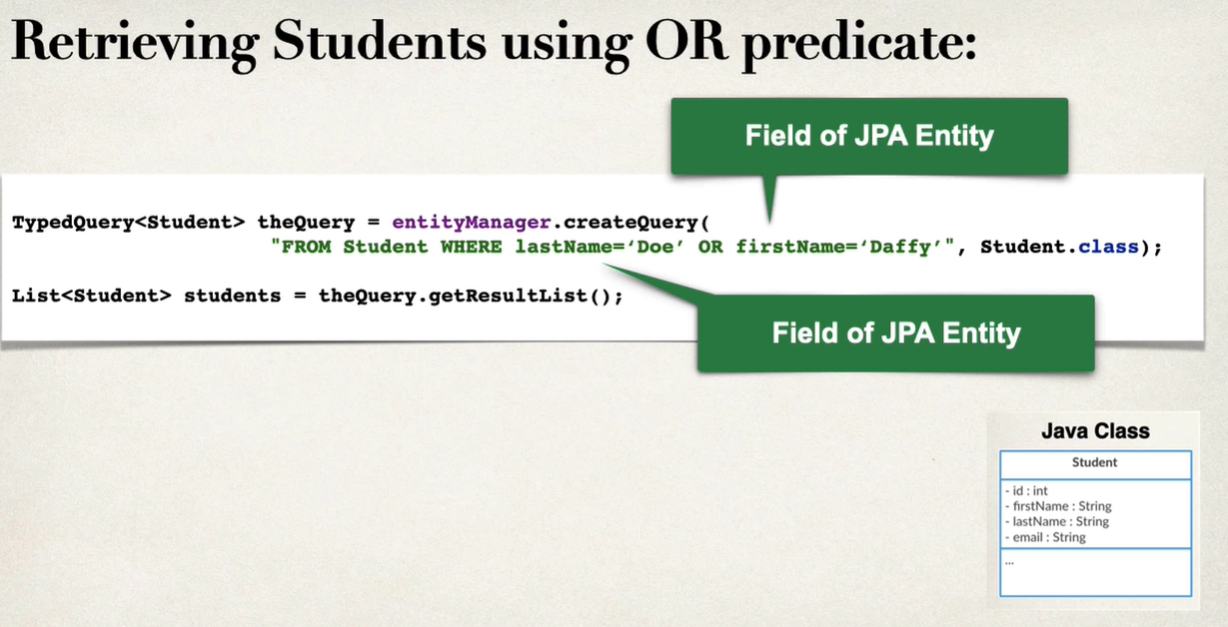 Retrieving Students using OR predicate:
Field of JPA Entity
TypedQuery<Student> theQuery = entityManager.createQuery(
"FROM Student WHERE lastName=‘Doe’ OR firstName=‘Daffy’", Student.class);
List<Student> students = theQuery.getResultList();
Field of JPA Entity
Java Class
Student
- id : int
- firstName : String
- lastName : String
- email : String
...